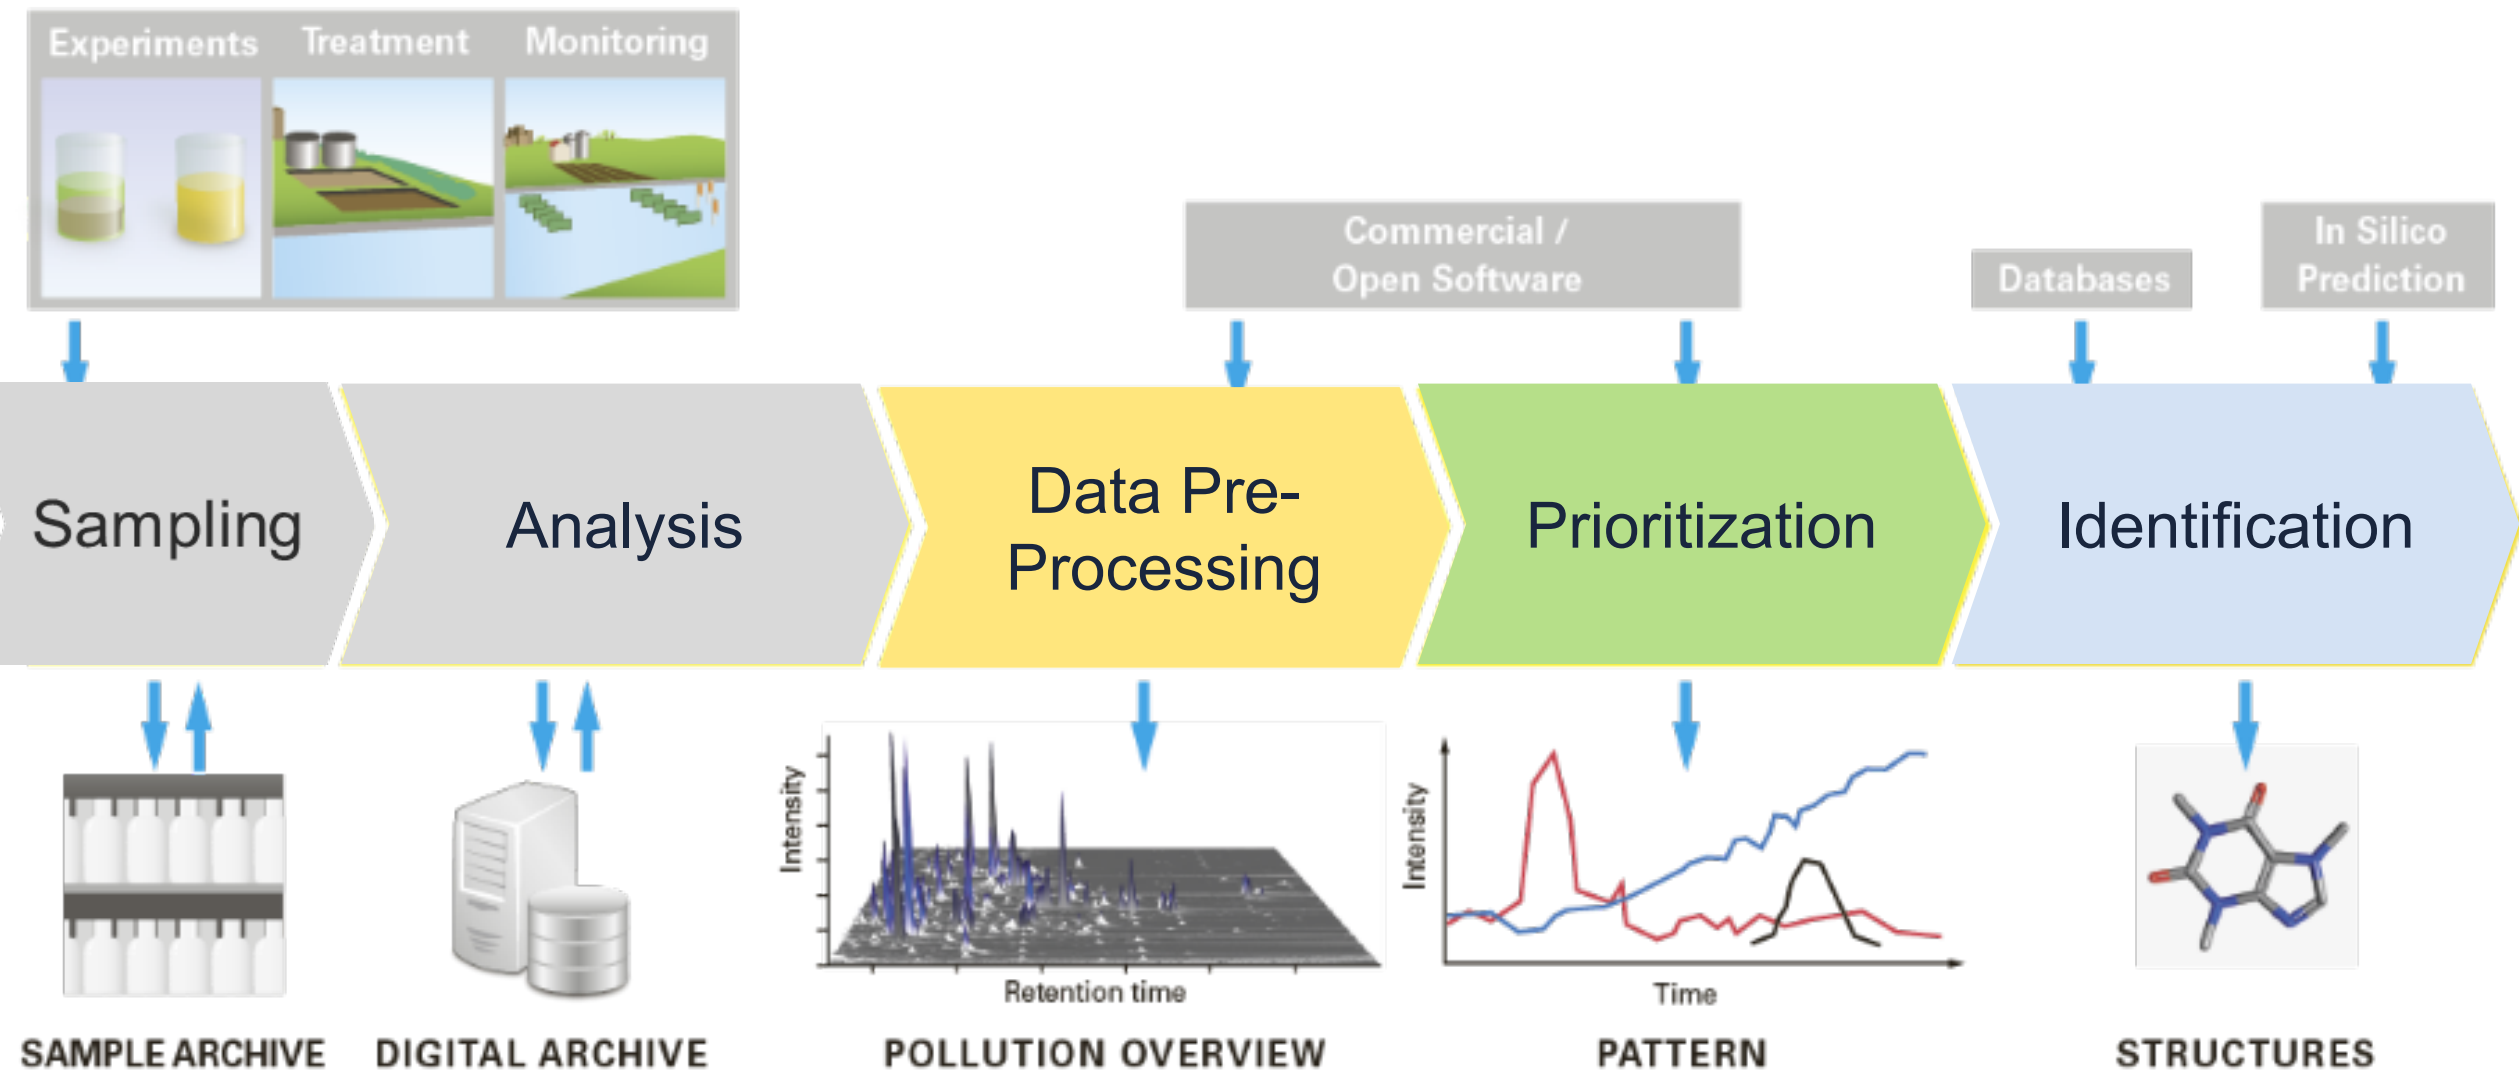 Experiments Treatment Monitoring
Commercial /
Open Software
Databases
In Silico
Prediction
Sampling
Analysis
Data Pre-
Processing
Prioritization
Identification
Intensity
Retention time
Intensity
Time
SAMPLE ARCHIVE
DIGITAL ARCHIVE
POLLUTION OVERVIEW
PATTERN
STRUCTURES